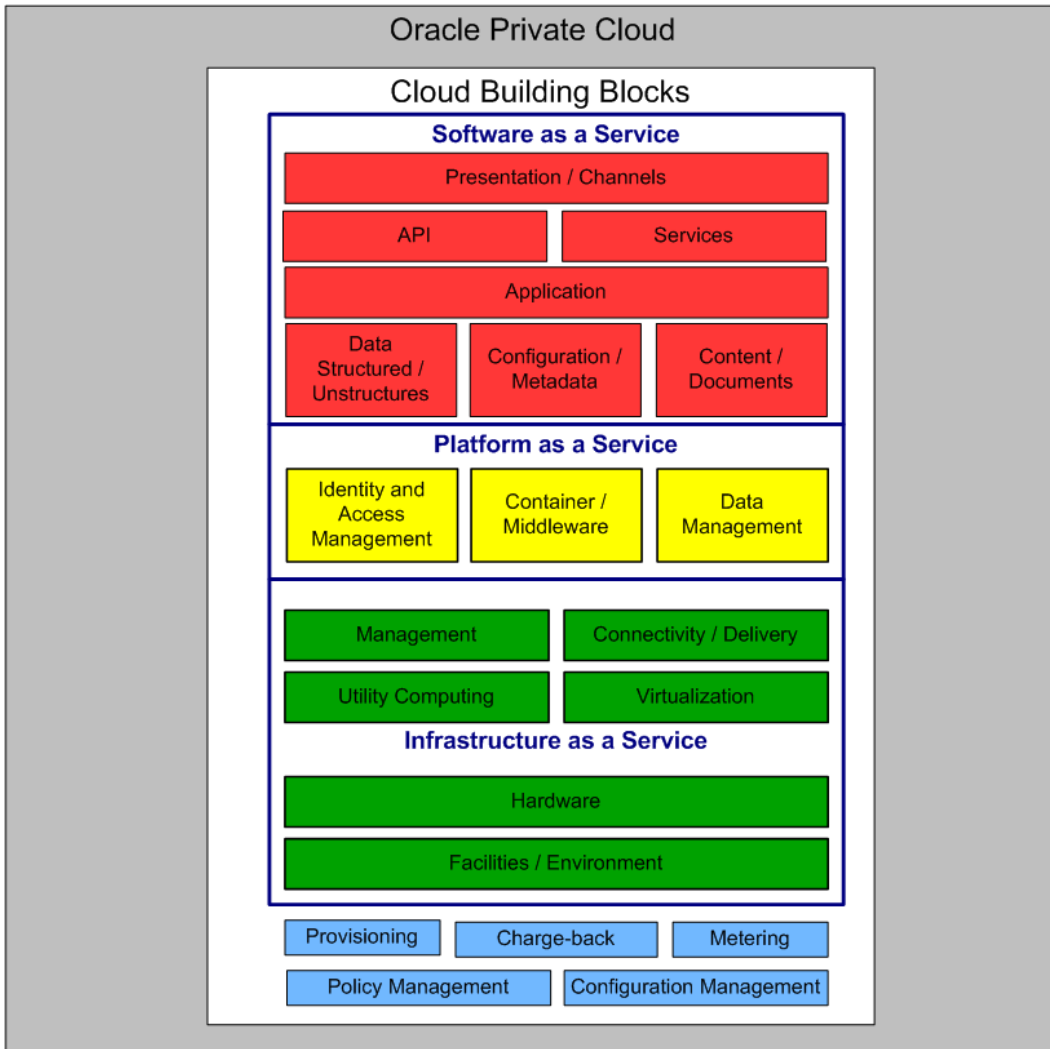 Oracle Private Cloud
Cloud Building Blocks
Software as a Service
Presentation / Channels
API
Services
Application
Data
Structured /
Unstructures
Configuration /
Metadata
Content /
Documents
Platform as a Service
Identity and
Access
Management
Container /
Middleware
Data
Management
Management
Connectivity / Delivery
Utility Computing
Virtualization
Infrastructure as a Service
Hardware
Facilities / Environment
Provisioning
Charge-back
Metering
Policy Management
Configuration Management